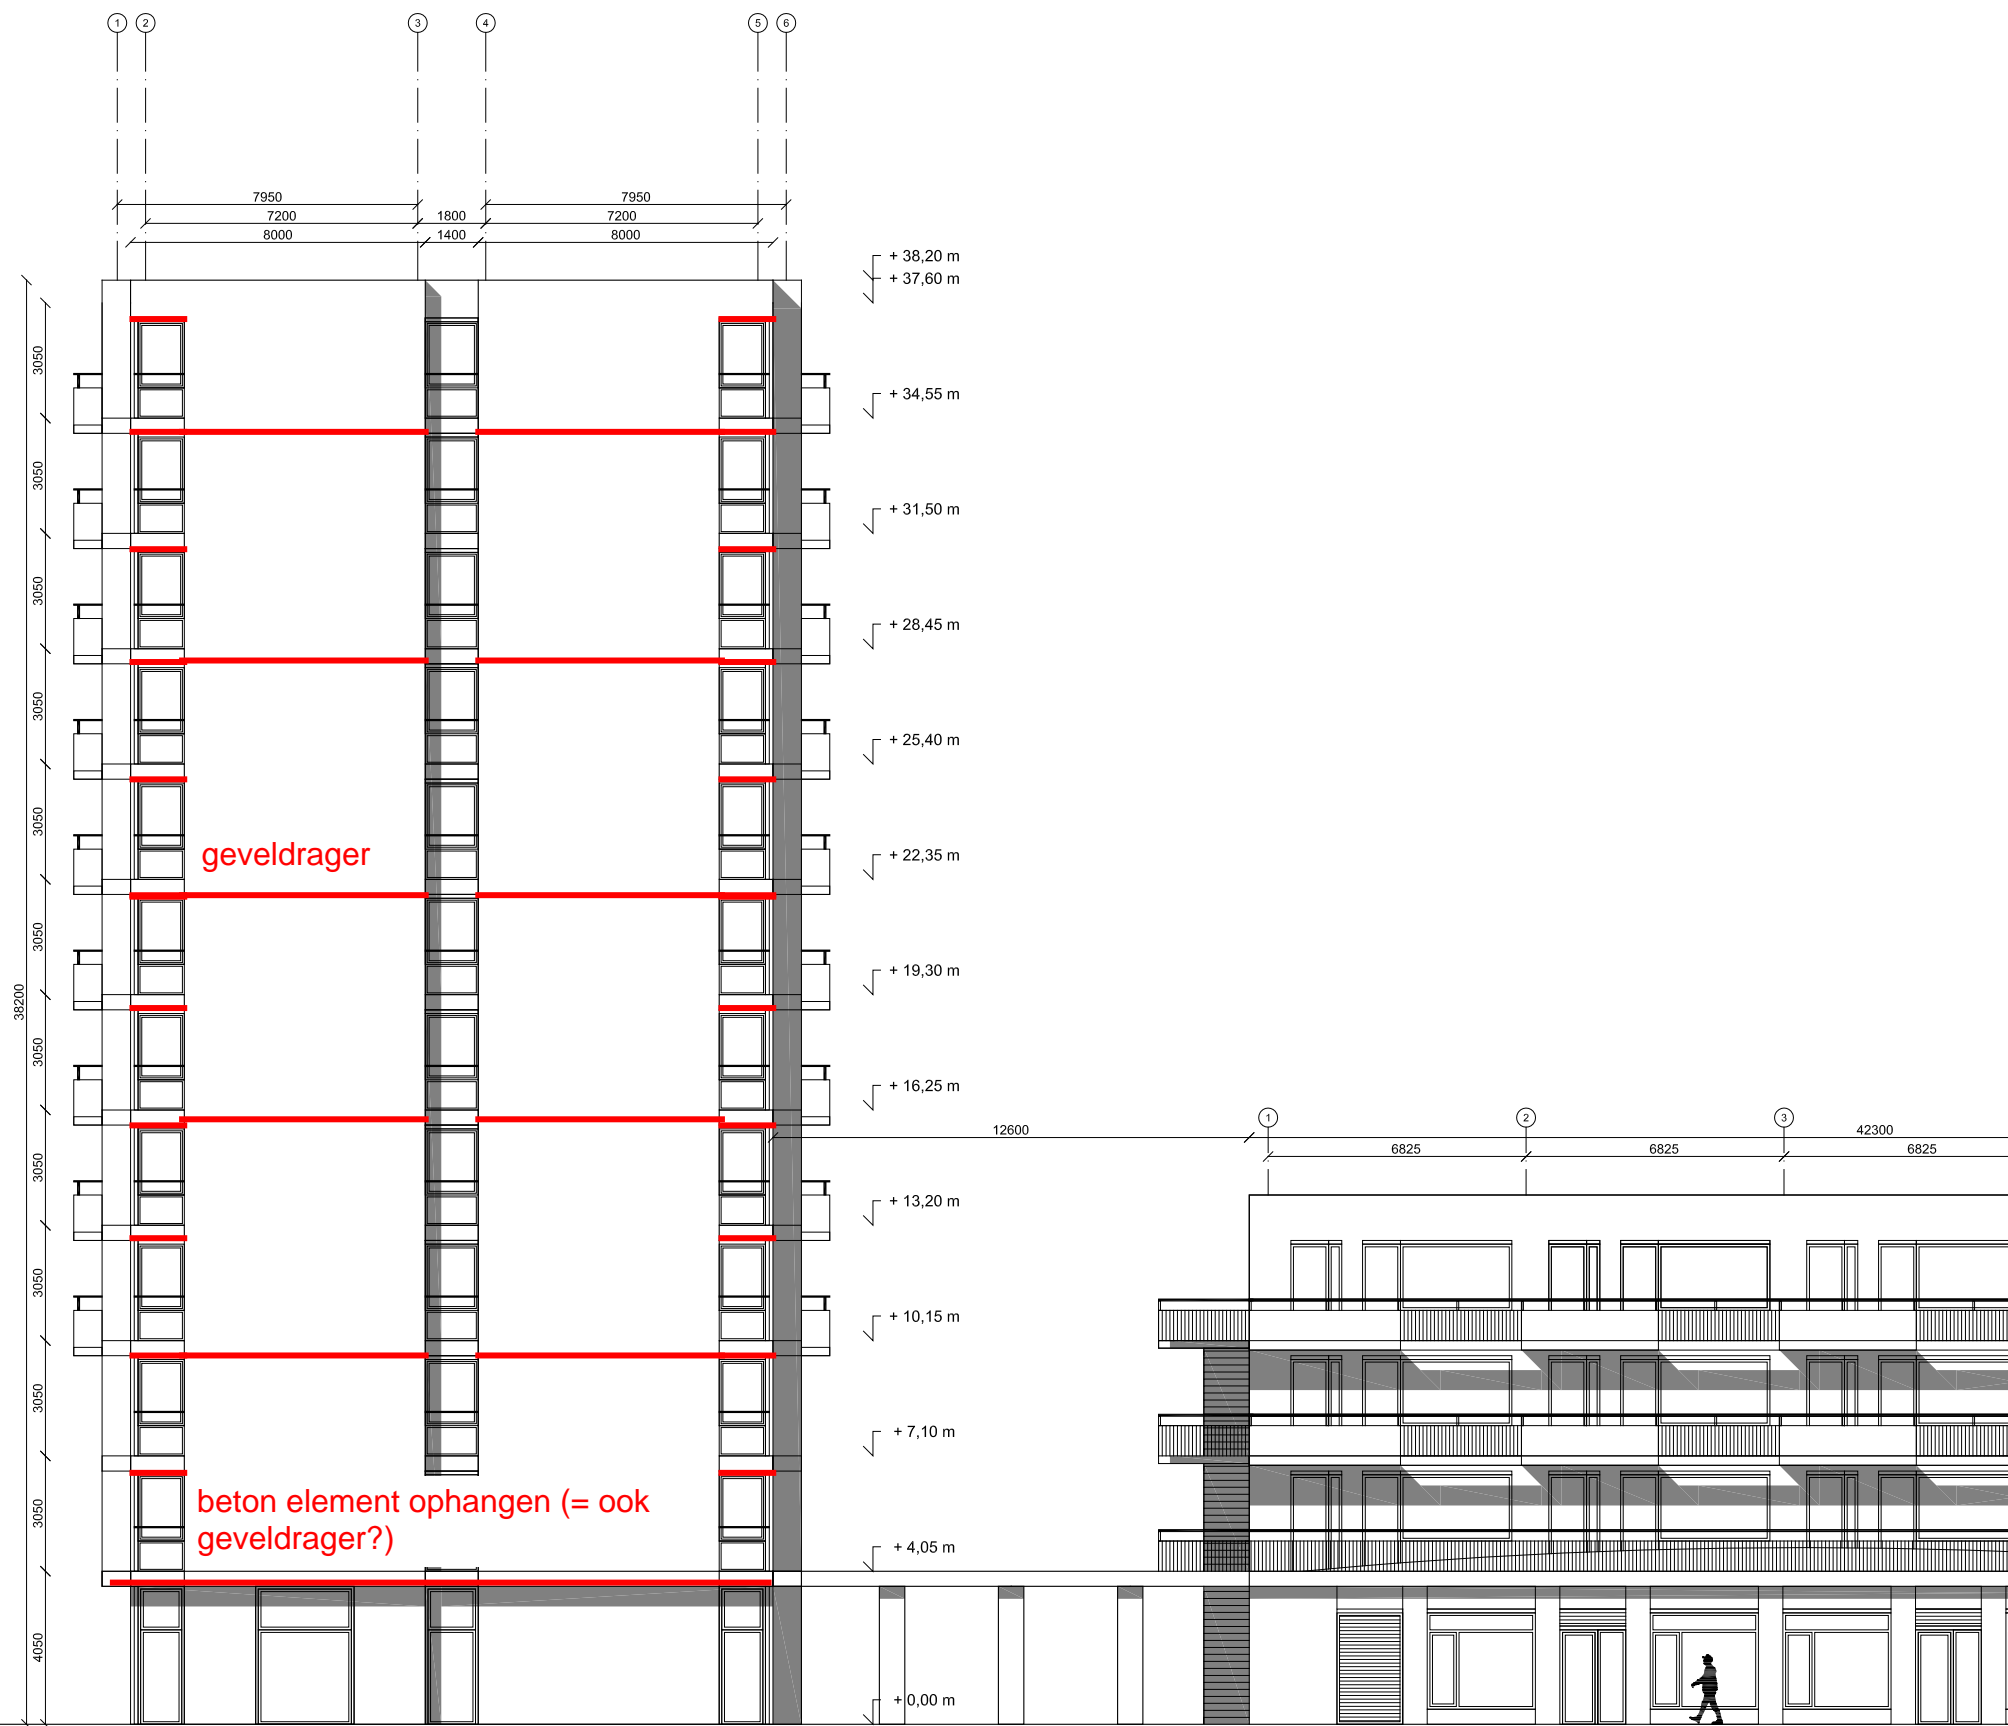 1 2 3 4 5 6
7950 7950
7200 1800 7200
8000 1400 8000
+ 38,20 m
+ 37,60 m
3050
+ 34,55 m
3050
+ 31,50 m
3050
+ 28,45 m
3050
+ 25,40 m
3050
geveldrager
+ 22,35 m
3050
+ 19,30 m
38200
3050
+ 16,25 m
1 2 3
12600 42300
6825 6825 6825
3050
+ 13,20 m
3050
+ 10,15 m
3050
+ 7,10 m
beton element ophangen (= ook
geveldrager?)
3050
+ 4,05 m
4050
+ 0,00 m